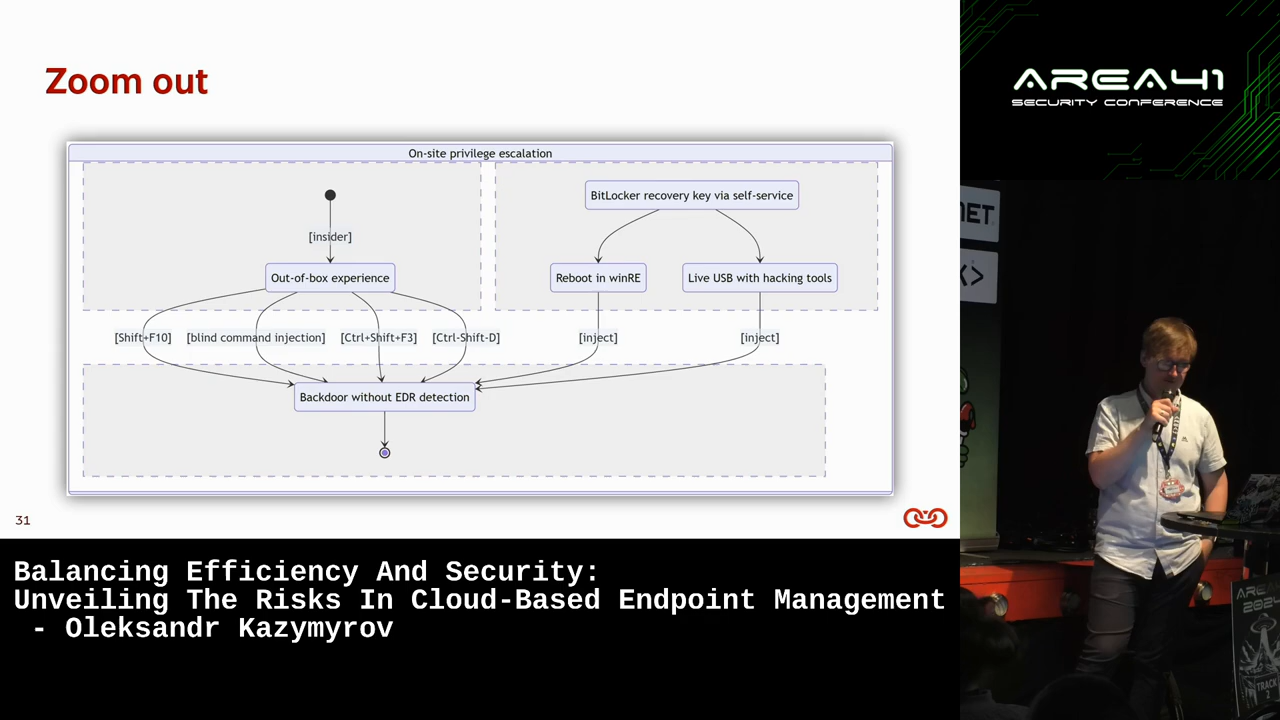 Zoom out
On-site privilege escalation
BitLocker recovery key via self-service
[insider]
Out-of-box experience
Reboot in winRE
Live USB with hacking tools
[Shift+F10]
[blind command injection]
[Ctrl+Shift+F3]
[Ctrl-Shift-D]
[inject]
[inject]
Backdoor without EDR detection
31
Balancing Efficiency And Security:
Unveiling The Risks In Cloud-Based Endpoint Management
- Oleksandr Kazymyrov
AREA41
SECURITY CONFERENCE
NET
</>
TRACK
2